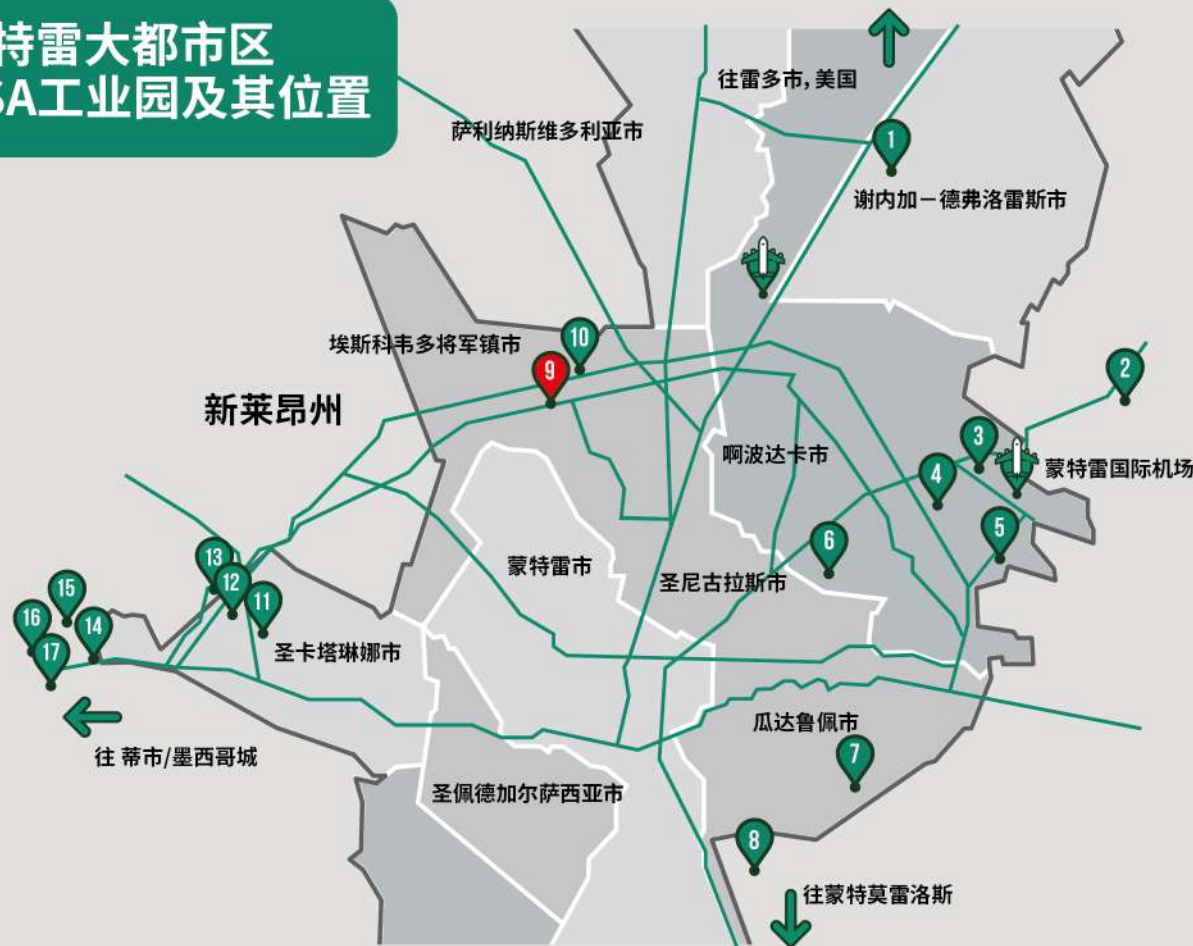 特雷大都市区
SA工业园及其位置
往雷多市, 美国
萨利纳斯维多利亚市
1
谢内加－德弗洛雷斯市
埃斯科韦多将军镇市
10
9
2
新莱昂州
3
啊波达卡市
4
蒙特雷国际机场
5
6
13
蒙特雷市
圣尼古拉斯市
12
15
11
16
14
17
圣卡塔琳娜市
瓜达鲁佩市
7
往 蒂市/墨西哥城
圣佩德加尔萨西亚市
8
往蒙特莫雷洛斯